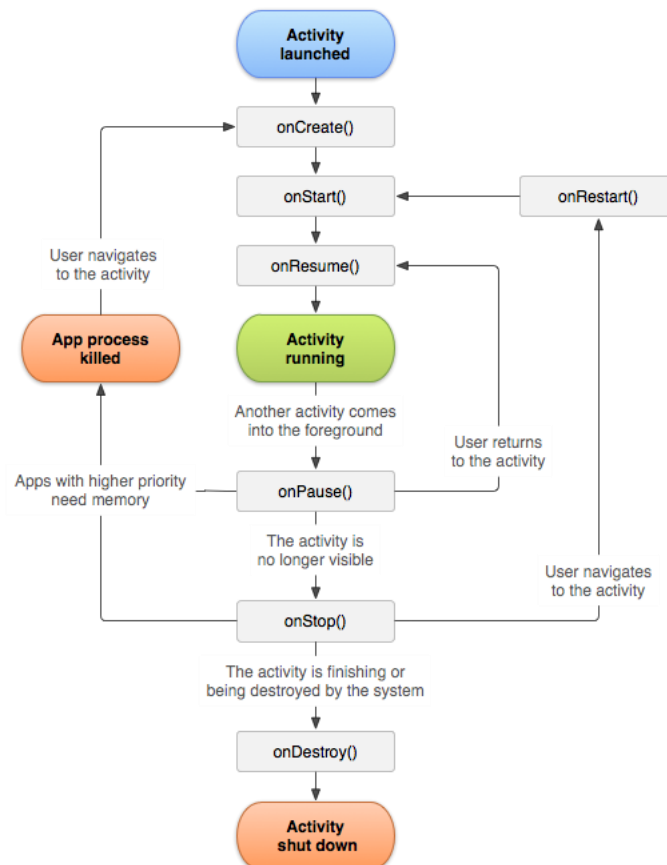 Activity
launched
onCreate()
onStart()
onRestart()
onResume()
User navigates
to the activity
App process
killed
Activity
running
Another activity comes
into the foreground
User returns
to the activity
Apps with higher priority
need memory
onPause()
The activity is
no longer visible
User navigates
to the activity
onStop()
The activity is finishing or
being destroyed by the system
onDestroy()
Activity
shut down